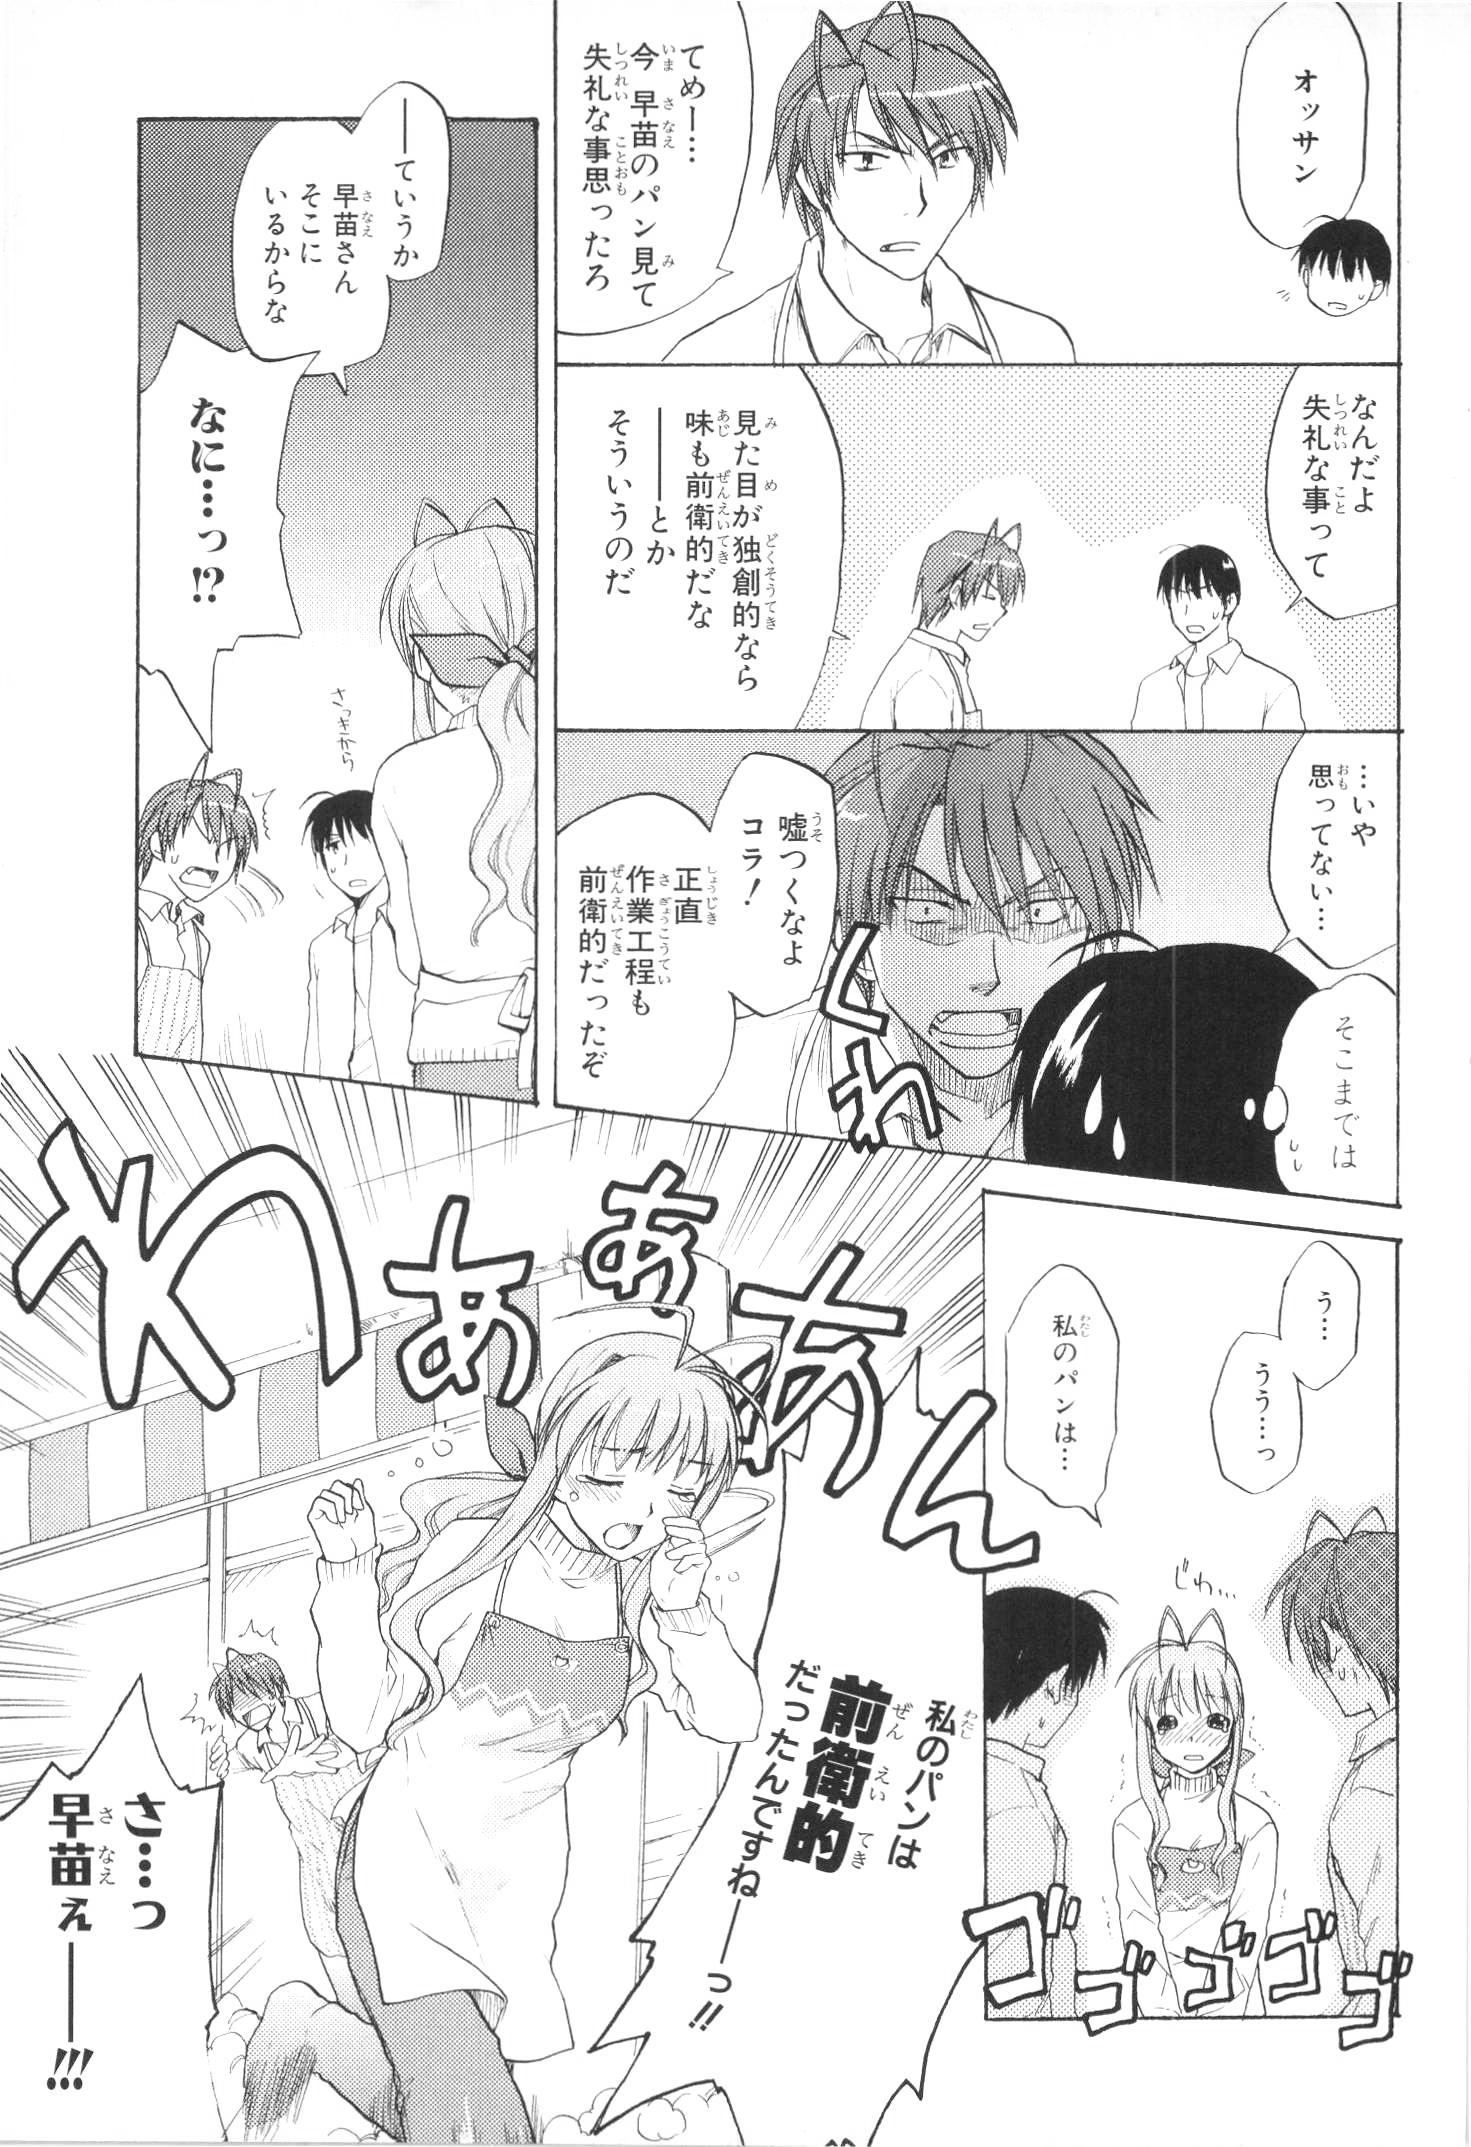 オッサン
てめー…
今 早苗のパン見て
失礼な事思ったろ
なんだよ
失礼な事って
見た目が独創的なら
味も前衛的だな
――とか
そういうのだ
…いや
思ってない…
そこまでは
嘘つくなよ
コラ!
正直
作業工程も
前衛的だったぞ
くわっ
―ていうか
早苗さん
そこに
いるからな
なに…っ!?
さっきから
う…
うう…っ
私のパンは…
じわ…
ゴゴゴゴゴ
わあぁあん
私のパンは
前衛的
だったんですねーーっ!!
さ…っ
早苗ぇーー!!!